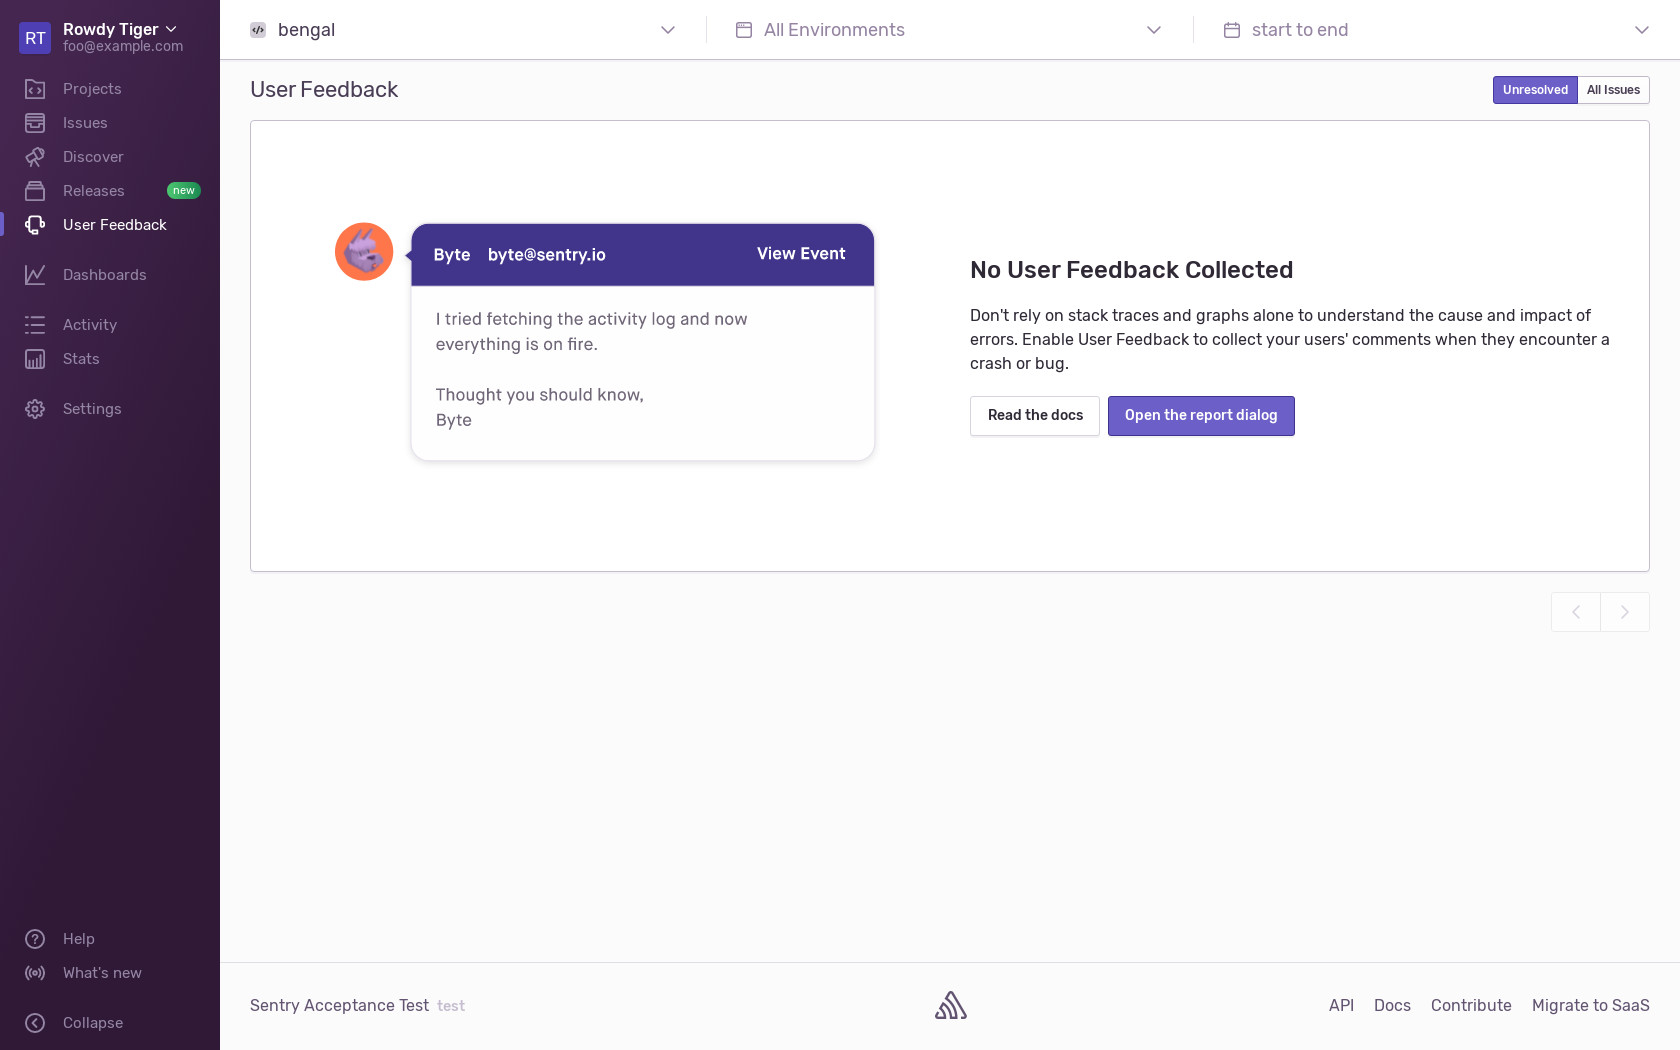 RT
Rowdy Tiger
foo@example.com
Projects
Issues
Discover
Releases new
User Feedback
Dashboards
Activity
Stats
Settings
Help
What's new
Collapse
bengal
All Environments
start to end
User Feedback
Unresolved
All Issues
Byte byte@sentry.io View Event
I tried fetching the activity log and now
everything is on fire.
Thought you should know,
Byte
No User Feedback Collected
Don't rely on stack traces and graphs alone to understand the cause and impact of
errors. Enable User Feedback to collect your users' comments when they encounter a
crash or bug.
Read the docs
Open the report dialog
Sentry Acceptance Test test
API
Docs
Contribute
Migrate to SaaS